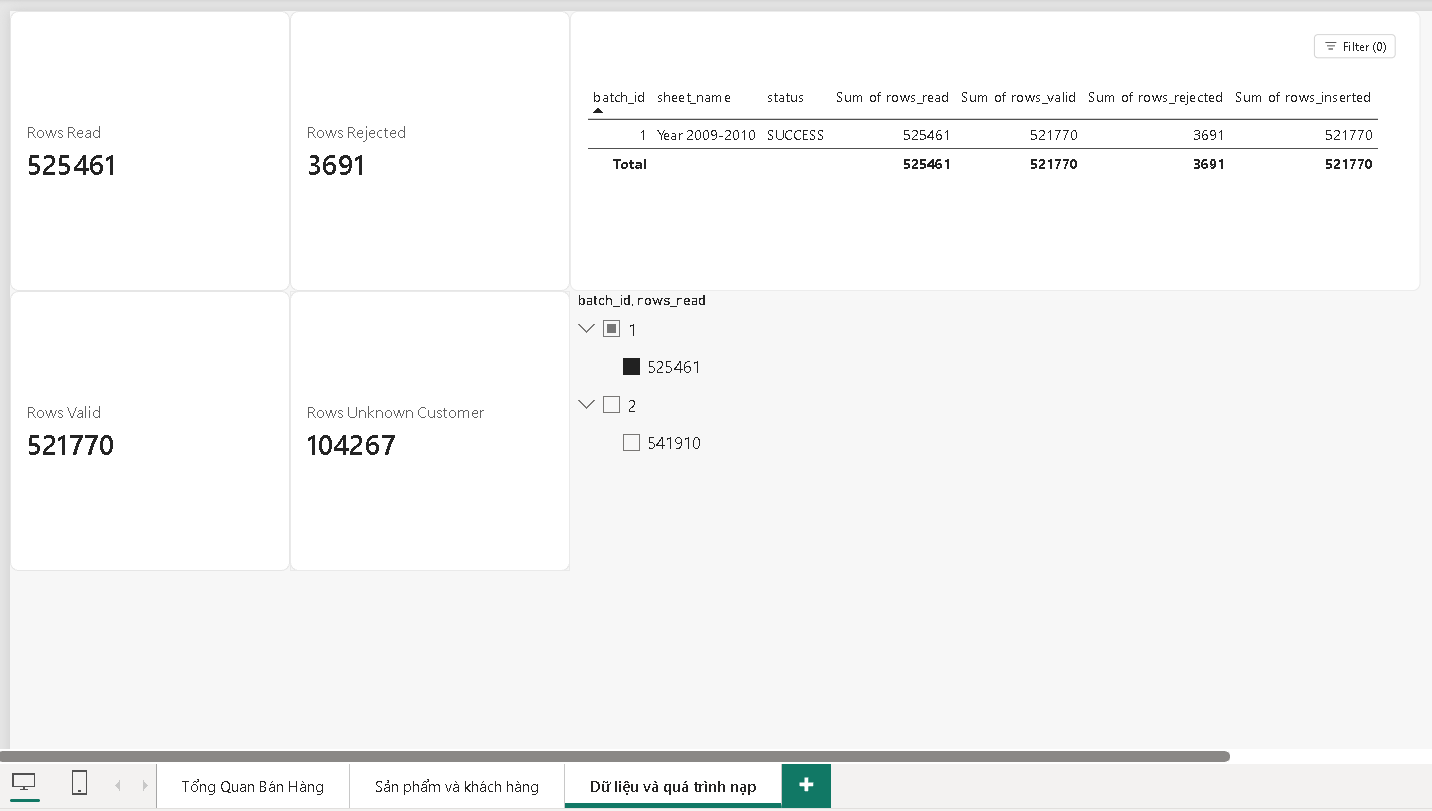 Rows Read
525461
Rows Rejected
3691
Filter (0)
batch_id sheet_name status Sum of rows_read Sum of rows_valid Sum of rows_rejected Sum of rows_inserted
1 Year 2009-2010 SUCCESS 525461 521770 3691 521770
Total 525461 521770 3691 521770
Rows Valid
521770
Rows Unknown Customer
104267
batch_id, rows_read
1
525461
2
541910
Tổng Quan Bán Hàng Sản phẩm và khách hàng Dữ liệu và quá trình nạp